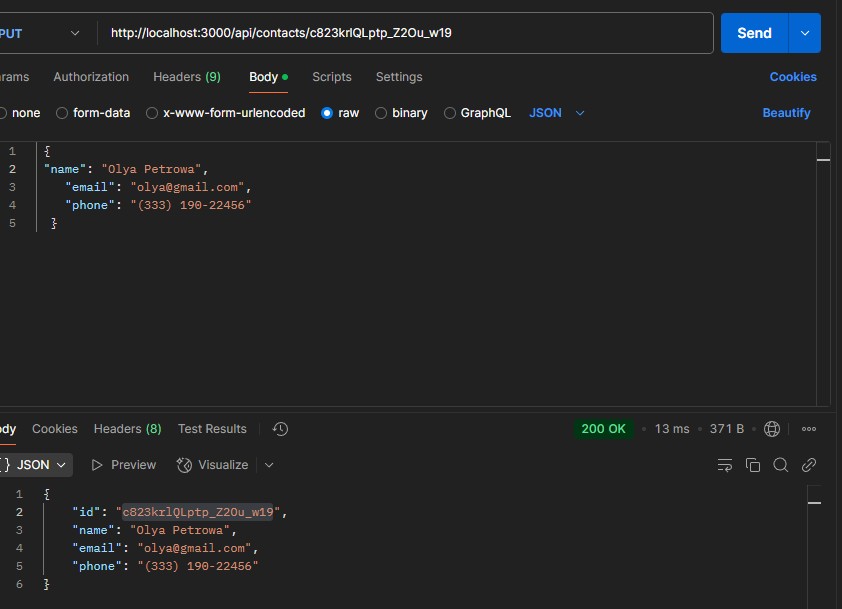 PUT http://localhost:3000/api/contacts/c823krlQLptp_Z2Ou_w19 Send
rams Authorization Headers (9) Body Scripts Settings Cookies
none form-data x-www-form-urlencoded raw binary GraphQL JSON Beautify
1 {
2 "name": "Olya Petrowa",
3 "email": "olya@gmail.com",
4 "phone": "(333) 190-22456"
5 }
ody Cookies Headers (8) Test Results 200 OK • 13 ms • 371 B •
{} JSON Preview Visualize
1 {
2 "id": "c823krlQLptp_Z2Ou_w19",
3 "name": "Olya Petrowa",
4 "email": "olya@gmail.com",
5 "phone": "(333) 190-22456"
6 }